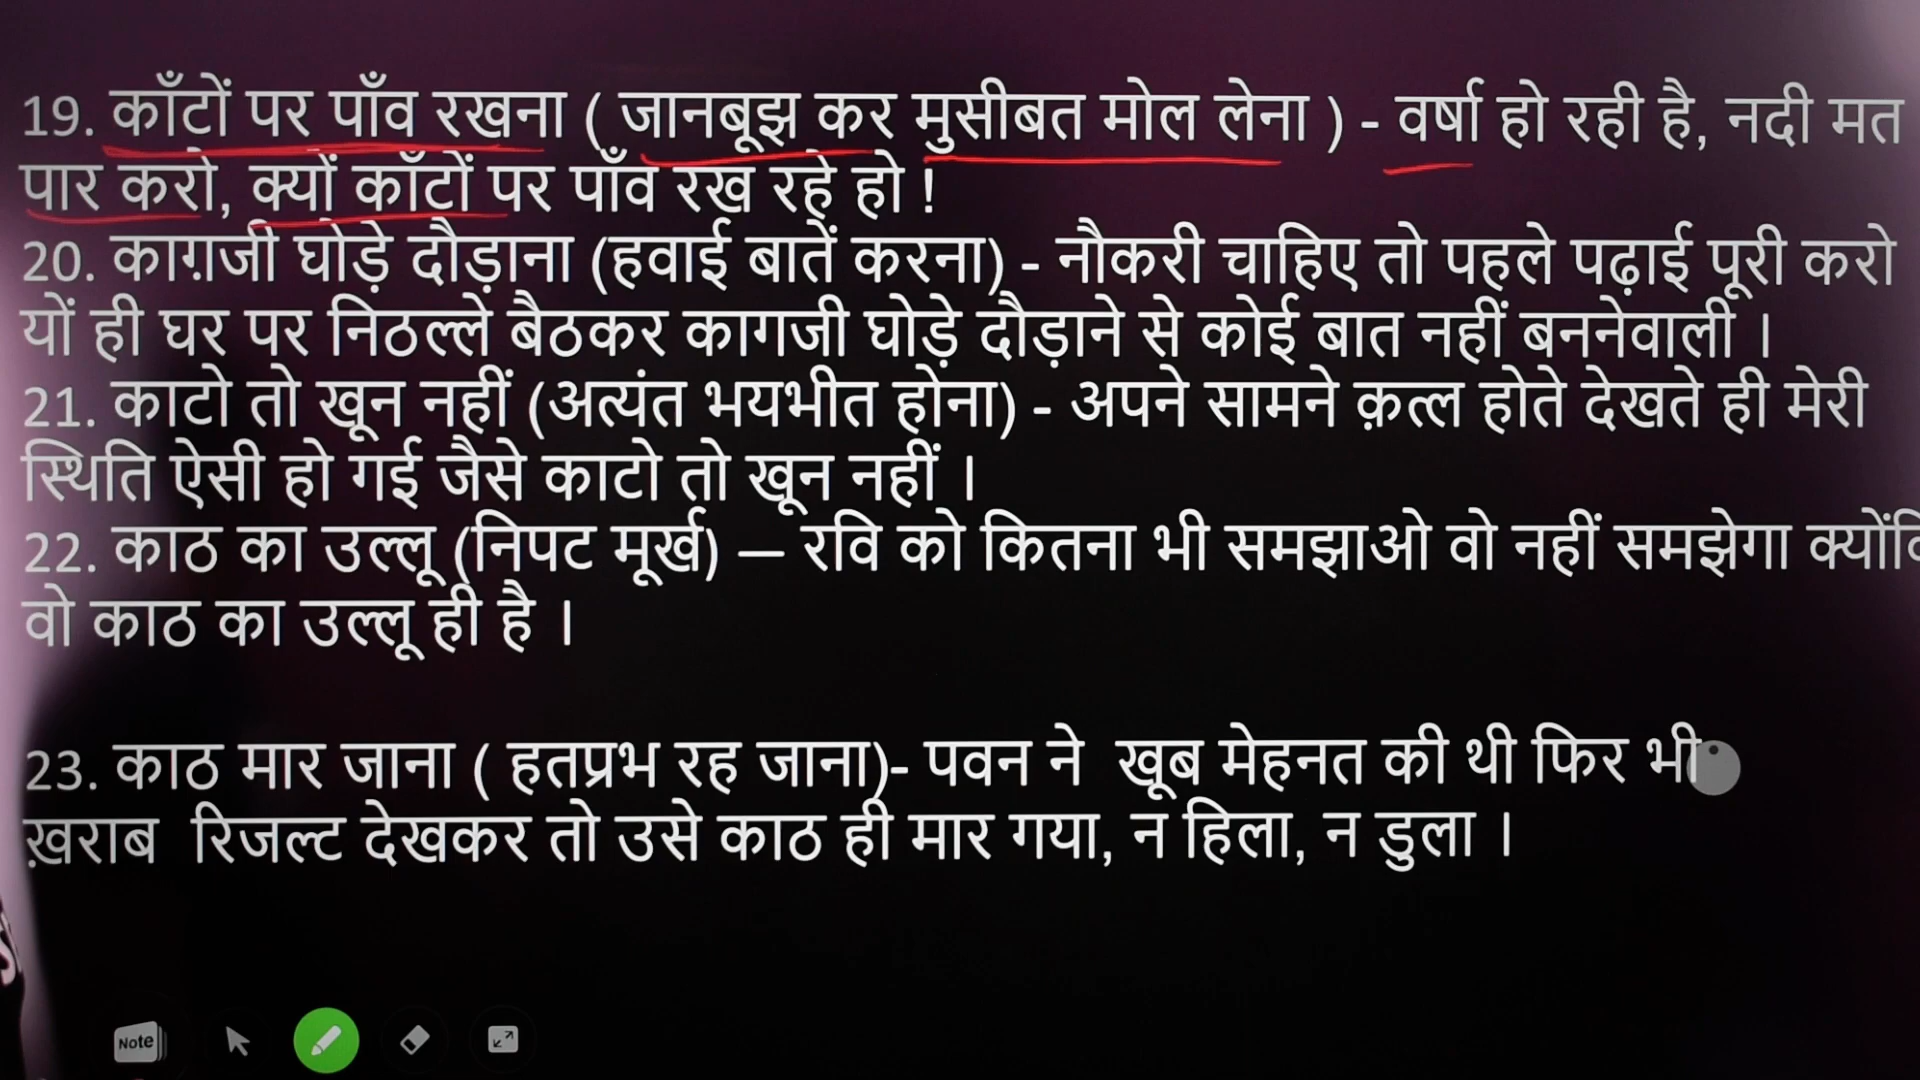 19. काँटों पर पाँव रखना ( जानबूझ कर मुसीबत मोल लेना ) - वर्षा हो रही है, नदी मत
पार करो, क्यों काँटों पर पाँव रख रहे हो !
20. काग़जी घोड़े दौड़ाना (हवाई बातें करना) - नौकरी चाहिए तो पहले पढ़ाई पूरी करो
यों ही घर पर निठल्ले बैठकर कागजी घोड़े दौड़ाने से कोई बात नहीं बननेवाली ।
21. काटो तो खून नहीं (अत्यंत भयभीत होना) - अपने सामने क़त्ल होते देखते ही मेरी
स्थिति ऐसी हो गई जैसे काटो तो खून नहीं ।
22. काठ का उल्लू (निपट मूर्ख) — रवि को कितना भी समझाओ वो नहीं समझेगा
वो काठ का उल्लू ही है ।
23. काठ मार जाना ( हतप्रभ रह जाना)- पवन ने खूब मेहनत की थी फिर भी
ख़राब रिजल्ट देखकर तो उसे काठ ही मार गया, न हिला, न डुला ।
Note